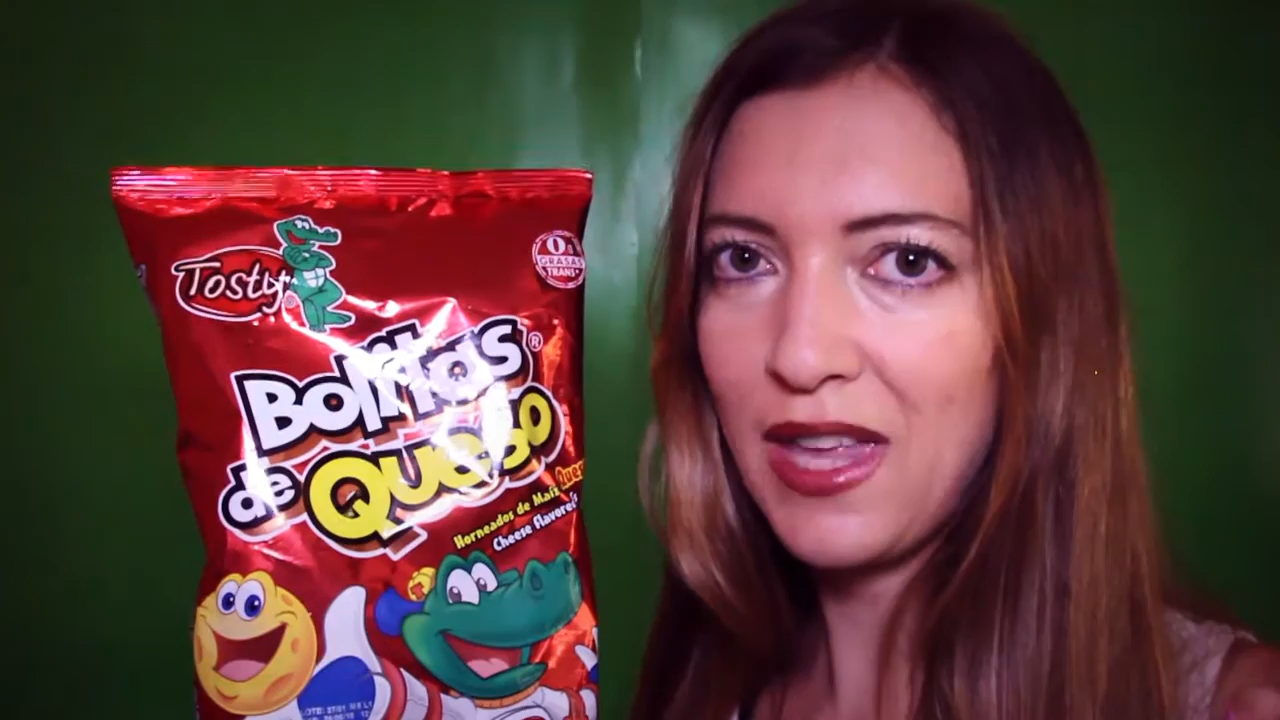 Tosty
0g
GRASAS
TRANS
Bolitas®
de Queso
Horneados de Maíz
Cheese Flavored